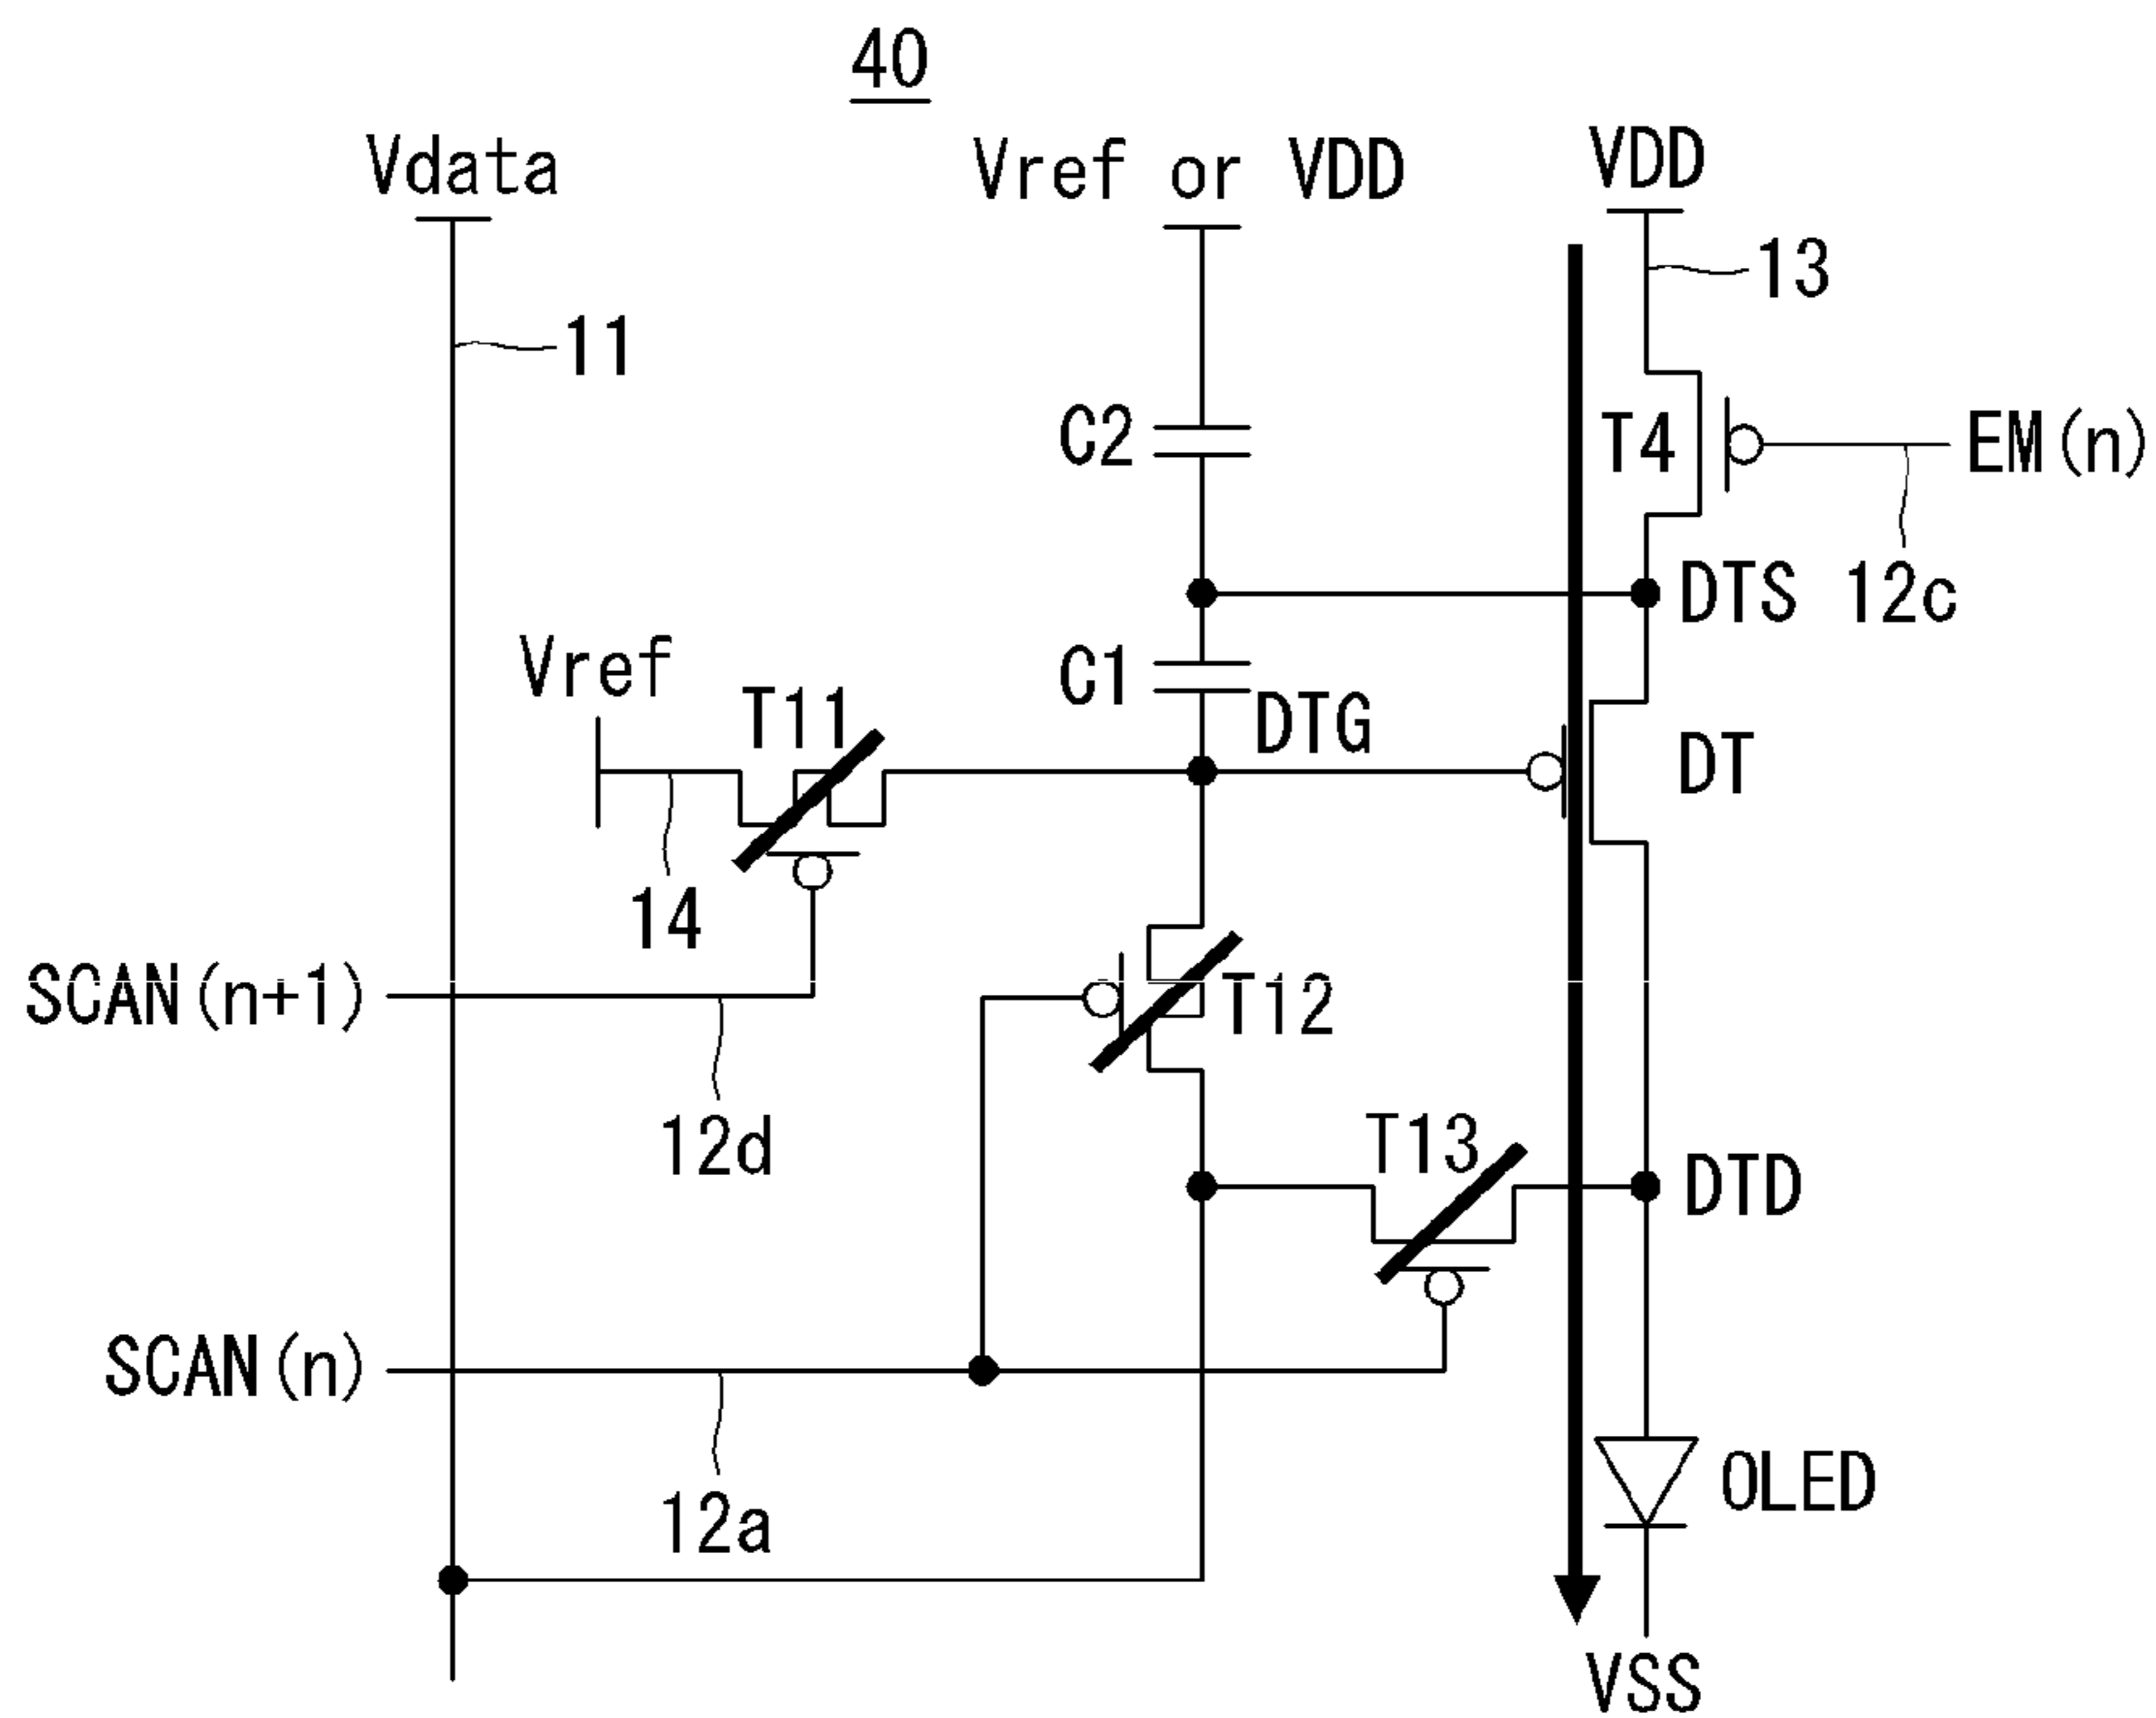 40
Vdata
Vref or VDD
VDD
13
11
C2
T4
EM(n)
DTS
12c
Vref
T11
C1
DTG
DT
14
SCAN(n+1)
T12
12d
T13
DTD
SCAN(n)
12a
OLED
VSS